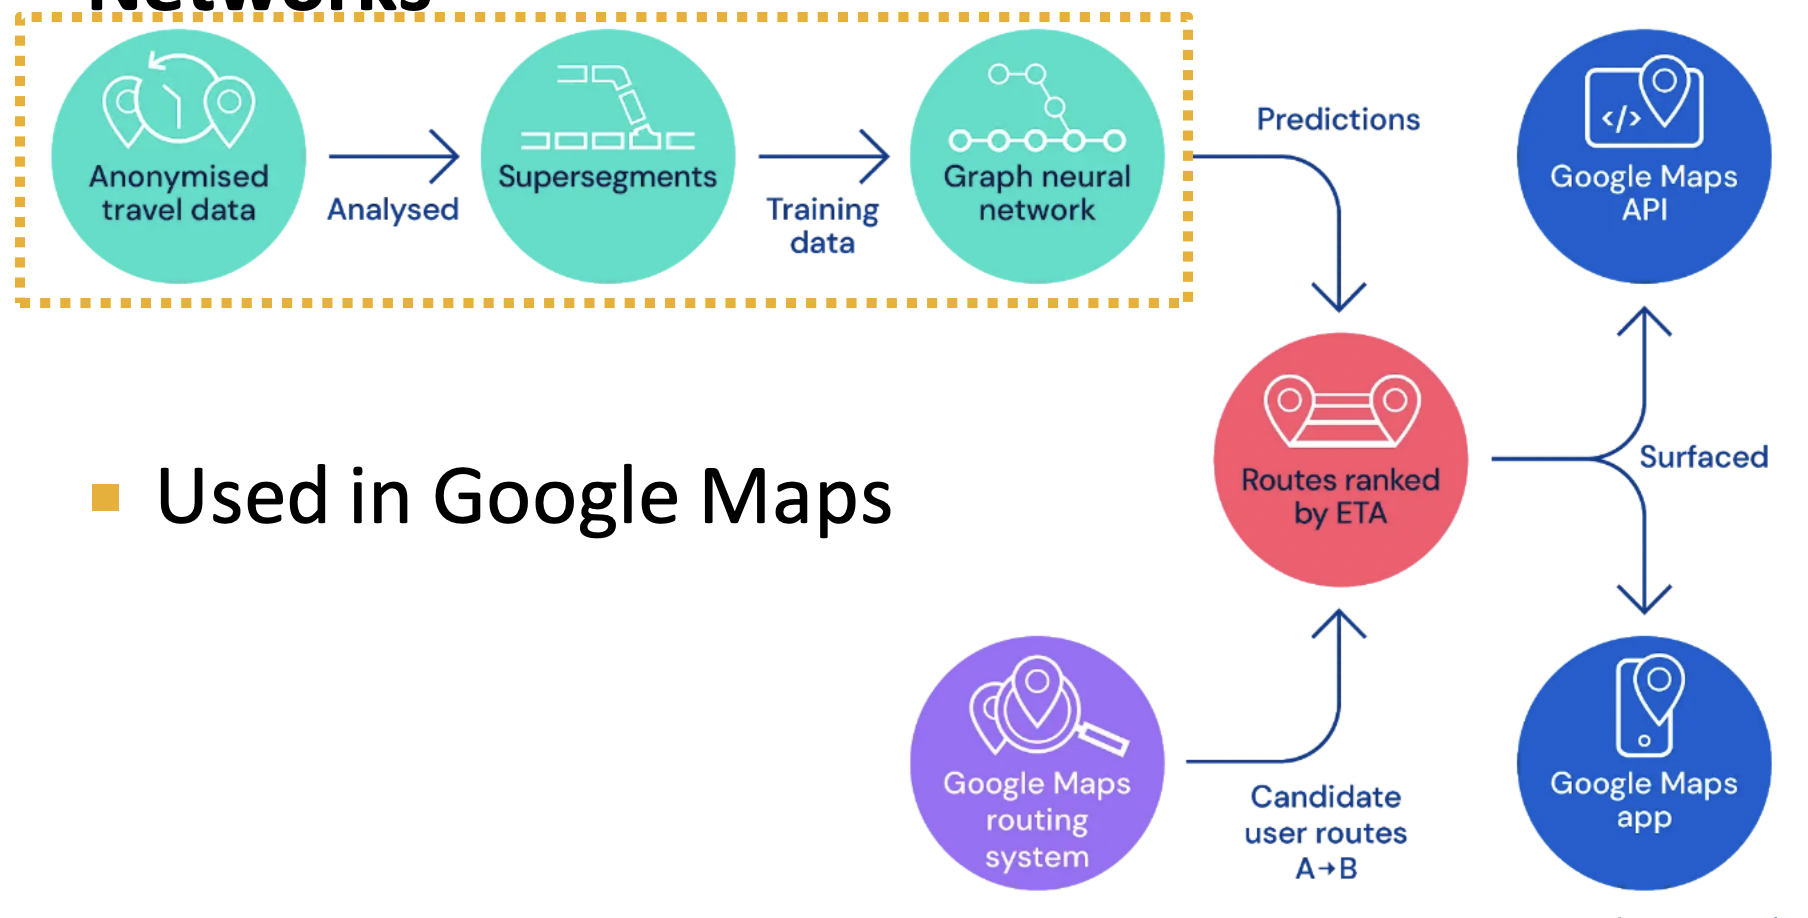 Networks
Anonymised
travel data
Analysed
Supersegments
Training
data
Graph neural
network
Predictions
</>
Google Maps
API
Routes ranked
by ETA
Surfaced
Used in Google Maps
Google Maps
routing
system
Candidate
user routes
A→B
Google Maps
app